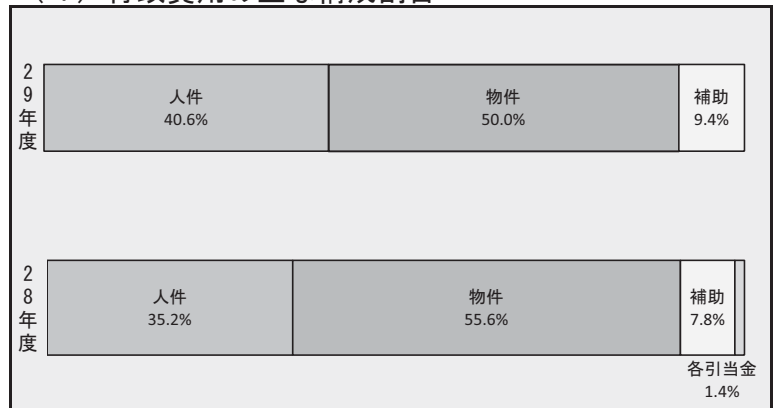 29年度
人件
40.6%
物件
50.0%
補助
9.4%
28年度
人件
35.2%
物件
55.6%
補助
7.8%
各引当金
1.4%